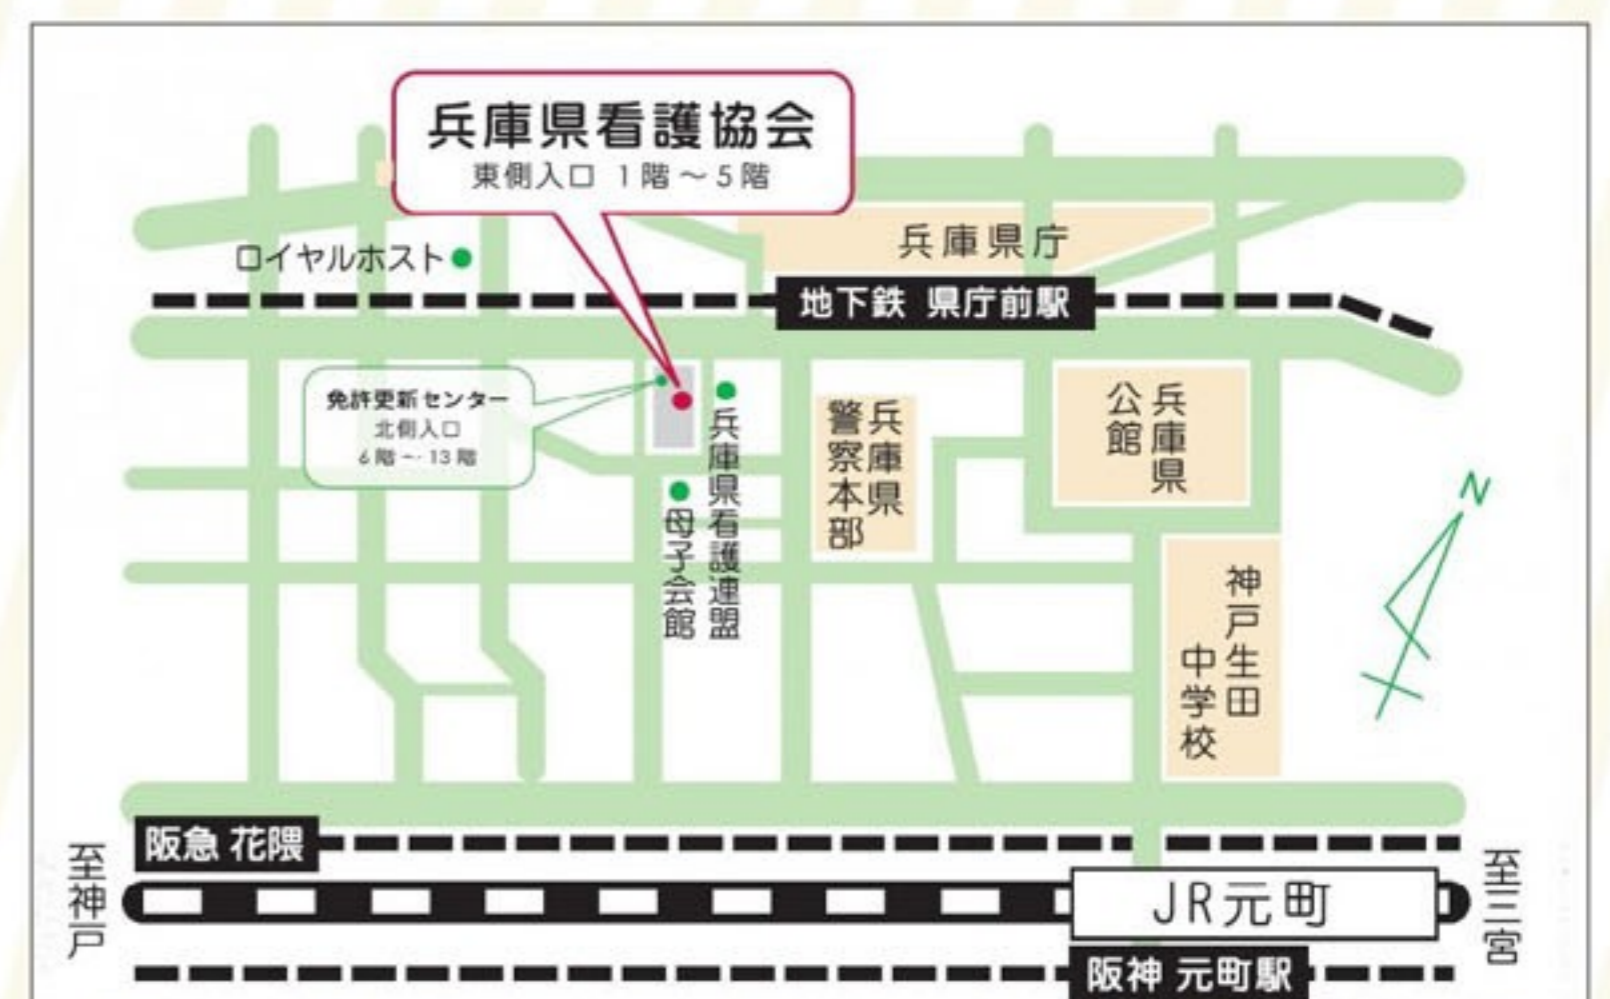 兵庫県看護協会
東側入口 1階～5階
兵庫県庁
ロイヤルホスト
地下鉄 県庁前駅
免許更新センター
北側入口
6階～13階
兵庫県看護連盟
母子会館
兵庫県
警察本部
兵庫県
公館
N
神戸生田
中学校
阪急 花隈
至神戸
JR元町
至三宮
阪神 元町駅